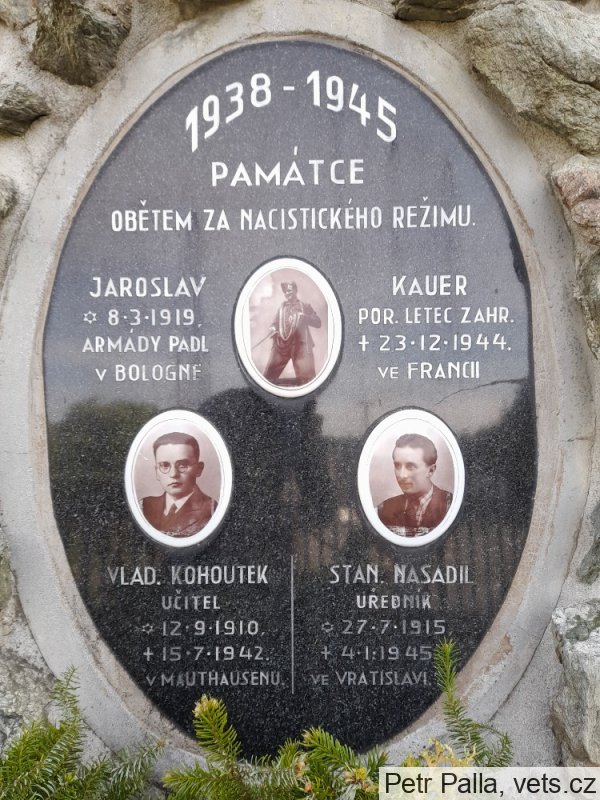 1938 - 1945
PAMÁTCE
OBĚTEM ZA NACISTICKÉHO REŽIMU.
JAROSLAV KAUER
✡ 8·3·1919, POR. LETEC ZAHR.
ARMÁDY PADL + 23·12·1944.
V BOLOGNE VE FRANCII
VLAD. KOHOUTEK
UČITEL
✡ 12·9·1910.
+ 15·7·1942.
V MAUTHAUSENU.
STAN. NASADIL
UŘEDNIK
✡ 27·7·1915.
+ 4·1·1945
VE VRATISLAVI.
Petr Palla, vets.cz